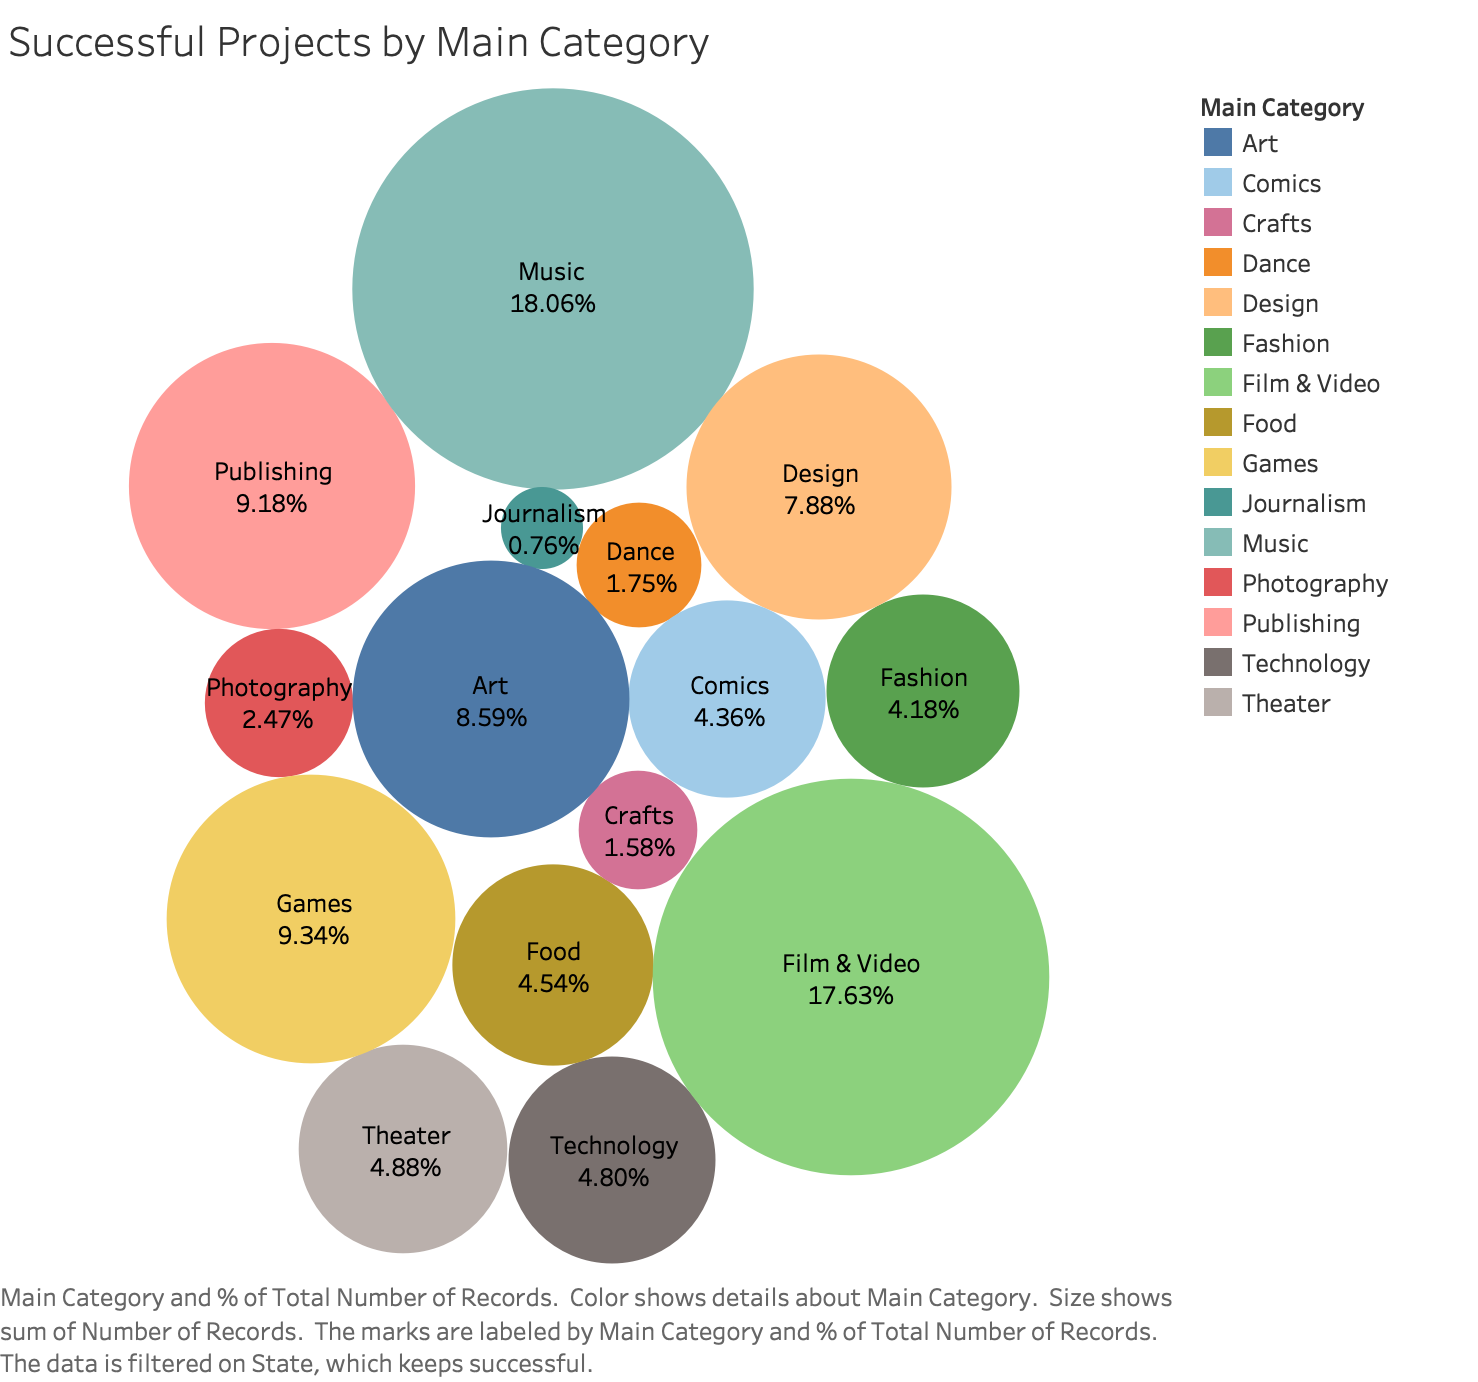 Successful Projects by Main Category
Music
18.06%
Publishing
9.18%
Design
7.88%
Journalism
0.76%
Dance
1.75%
Photography
2.47%
Art
8.59%
Comics
4.36%
Fashion
4.18%
Crafts
1.58%
Games
9.34%
Food
4.54%
Film & Video
17.63%
Theater
4.88%
Technology
4.80%
Main Category
Art
Comics
Crafts
Dance
Design
Fashion
Film & Video
Food
Games
Journalism
Music
Photography
Publishing
Technology
Theater
Main Category and % of Total Number of Records.  Color shows details about Main Category.  Size shows
sum of Number of Records.  The marks are labeled by Main Category and % of Total Number of Records.
The data is filtered on State, which keeps successful.